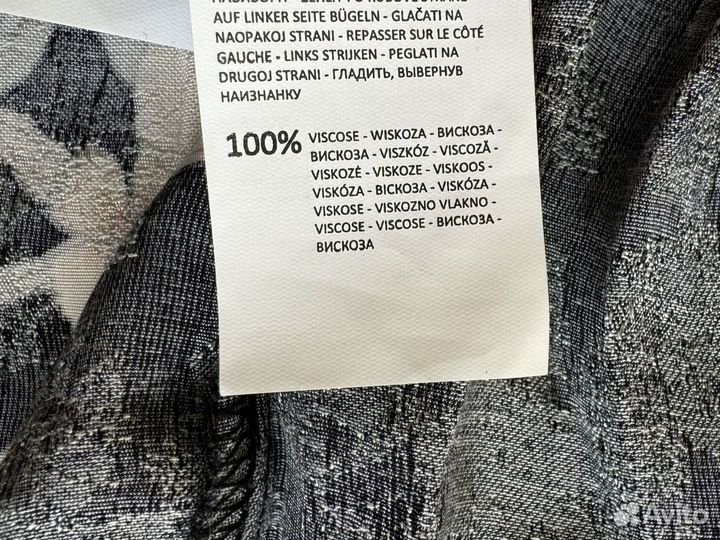 AUF LINKER SEITE BÜGELN - GLAČATI NA
NAOPAKOJ STRANI - REPASSER SUR LE CÔTÉ
GAUCHE - LINKS STRIJKEN - PEGLATI NA
DRUGOJ STRANI - ГЛАДИТЬ, ВЫВЕРНУВ
НАИЗНАНКУ
100% VISCOSE - WISKOZA - ВИСКОЗА -
ВИСКОЗА - VISZKÓZ - VISCOZĂ -
VISKOZĖ - VISKOZE - VISKOOS -
VISKÓZA - ВІСКОЗА - VISKÓZA -
VISKOSE - VISKOZNO VLAKNO -
VISCOSE - VISCOSE - ВИСКОЗА -
ВИСКОЗА
Avito